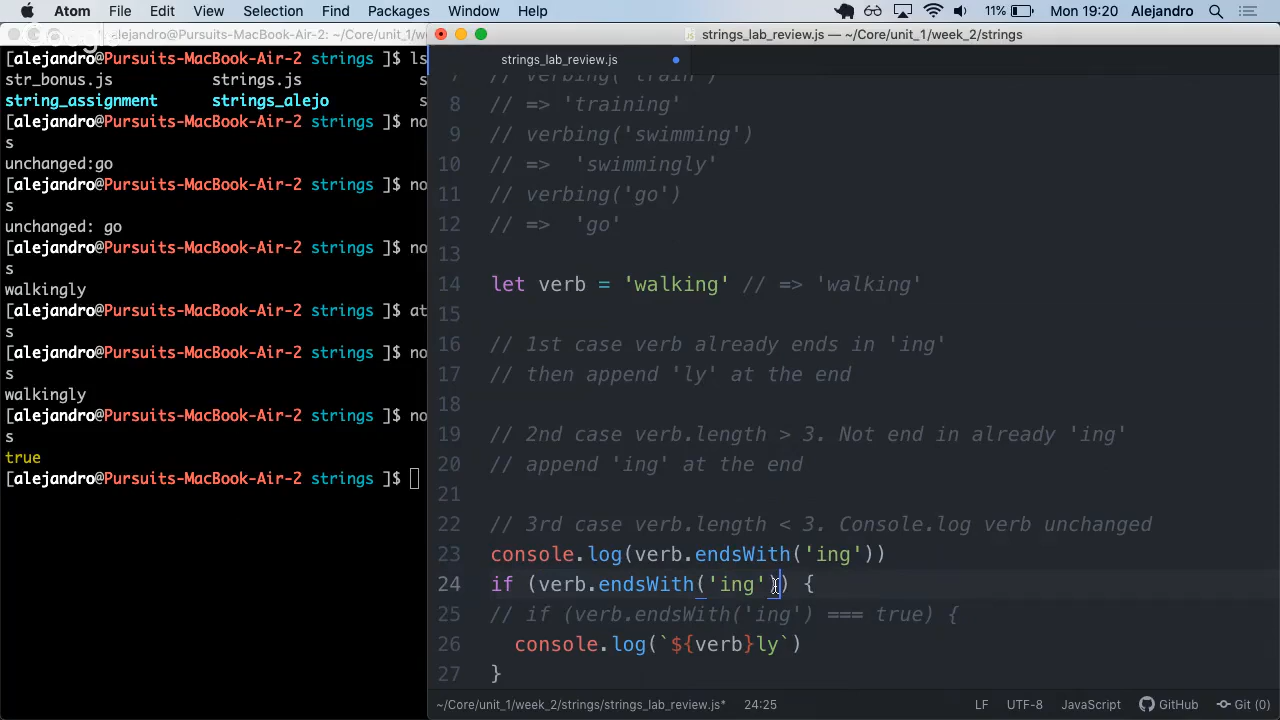 Atom File Edit View Selection Find Packages Window Help 11% Mon 19:20 Alejandro
alejandro@Pursuits-MacBook-Air-2: ~/Core/unit_1/w
[alejandro@Pursuits-MacBook-Air-2 strings ]$ ls
str_bonus.js strings.js s
string_assignment strings_alejo s
[alejandro@Pursuits-MacBook-Air-2 strings ]$ no
s
unchanged:go
[alejandro@Pursuits-MacBook-Air-2 strings ]$ no
s
unchanged: go
[alejandro@Pursuits-MacBook-Air-2 strings ]$ no
s
walkingly
[alejandro@Pursuits-MacBook-Air-2 strings ]$ at
s
[alejandro@Pursuits-MacBook-Air-2 strings ]$ no
s
walkingly
[alejandro@Pursuits-MacBook-Air-2 strings ]$ no
s
true
[alejandro@Pursuits-MacBook-Air-2 strings ]$
strings_lab_review.js — ~/Core/unit_1/week_2/strings
strings_lab_review.js
7 // verbing('train')
8 // => 'training'
9 // verbing('swimming')
10 // =>  'swimmingly'
11 // verbing('go')
12 // =>  'go'
13
14 let verb = 'walking' // => 'walking'
15
16 // 1st case verb already ends in 'ing'
17 // then append 'ly' at the end
18
19 // 2nd case verb.length > 3. Not end in already 'ing'
20 // append 'ing' at the end
21
22 // 3rd case verb.length < 3. Console.log verb unchanged
23 console.log(verb.endsWith('ing'))
24 if (verb.endsWith('ing')) {
25 // if (verb.endsWith('ing') === true) {
26   console.log(`${verb}ly`)
27 }
~/Core/unit_1/week_2/strings/strings_lab_review.js* 24:25 LF UTF-8 JavaScript GitHub Git (0)